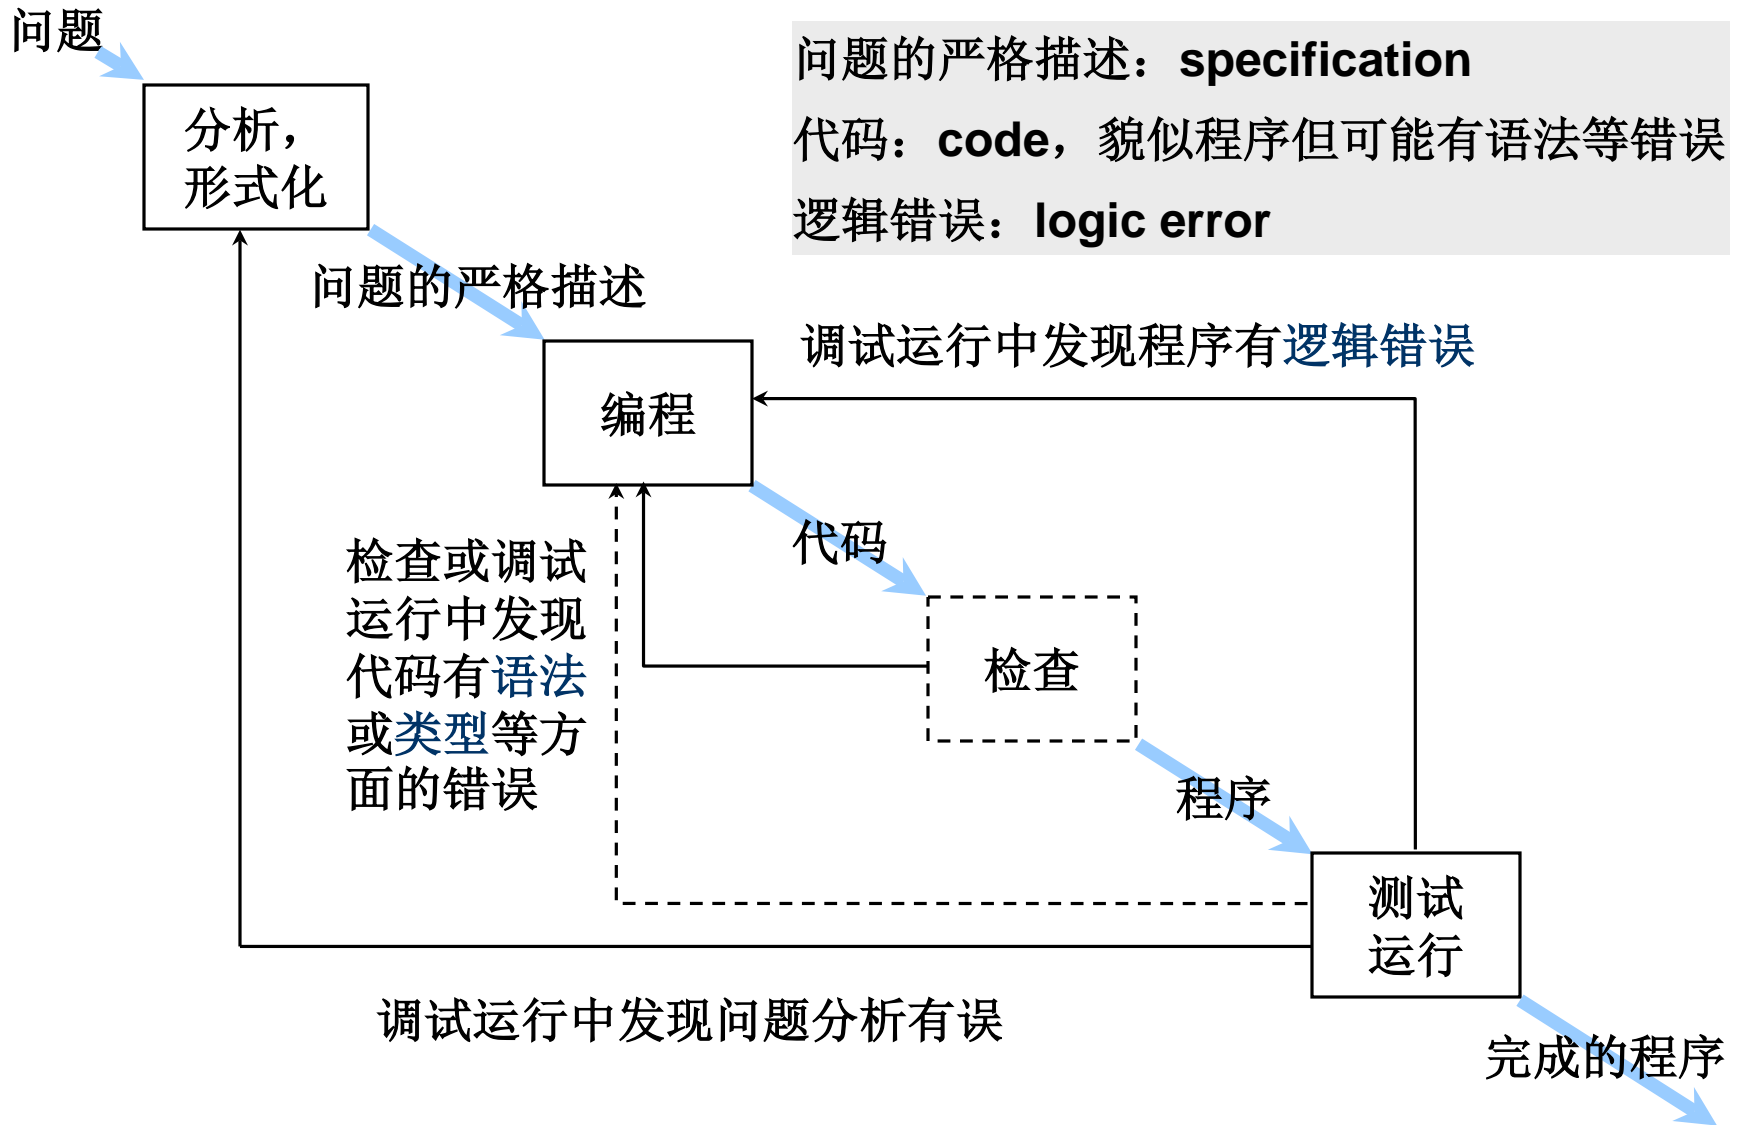 问题
问题的严格描述：specification
代码：code，貌似程序但可能有语法等错误
逻辑错误：logic error
分析，
形式化
问题的严格描述
调试运行中发现程序有逻辑错误
编程
代码
检查或调试
运行中发现
代码有语法
或类型等方
面的错误
检查
程序
测试
运行
调试运行中发现问题分析有误
完成的程序